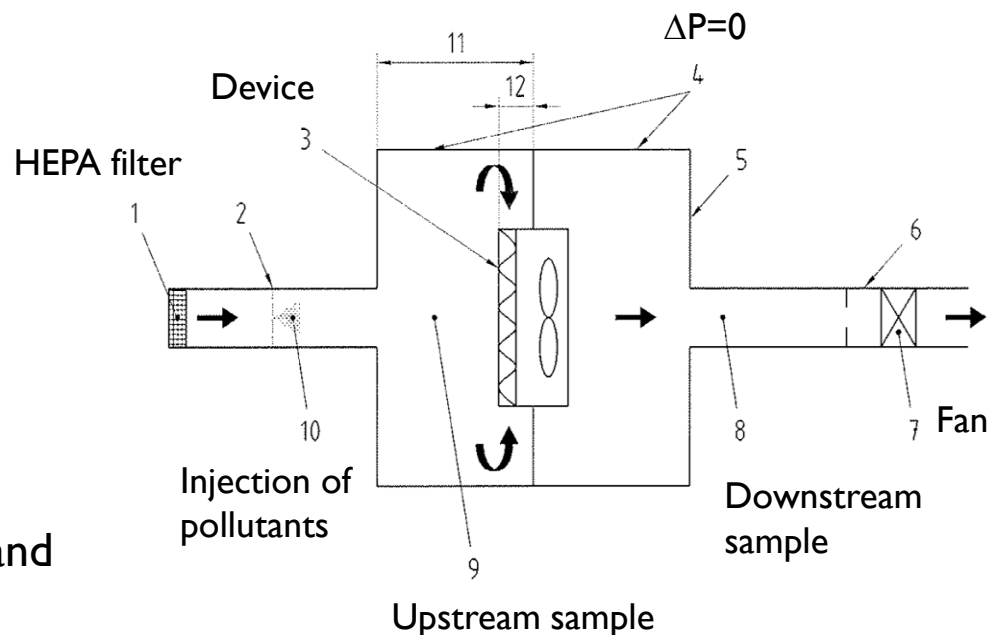 ΔP=0
11
4
12
Device
3
5
HEPA filter
1
2
6
10
8
7
Fan
Injection of
pollutants
Downstream
sample
and
9
Upstream sample